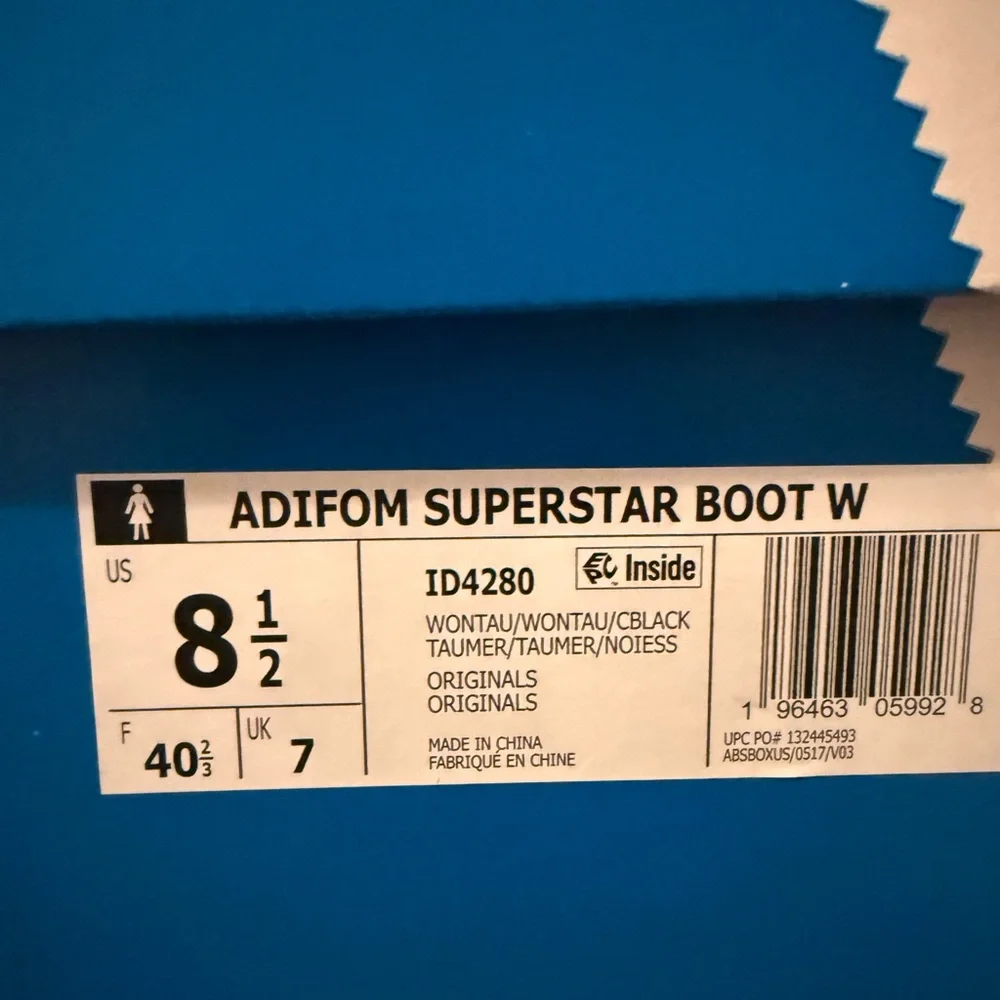 ADIFOM SUPERSTAR BOOT W
US
8 1/2
F
40 2/3
UK
7
ID4280
EPC Inside
WONTAU/WONTAU/CBLACK
TAUMER/TAUMER/NOIESS
ORIGINALS
ORIGINALS
MADE IN CHINA
FABRIQUÉ EN CHINE
1 96463 05992 8
UPC PO# 132445493
ABSBOXUS/0517/V03